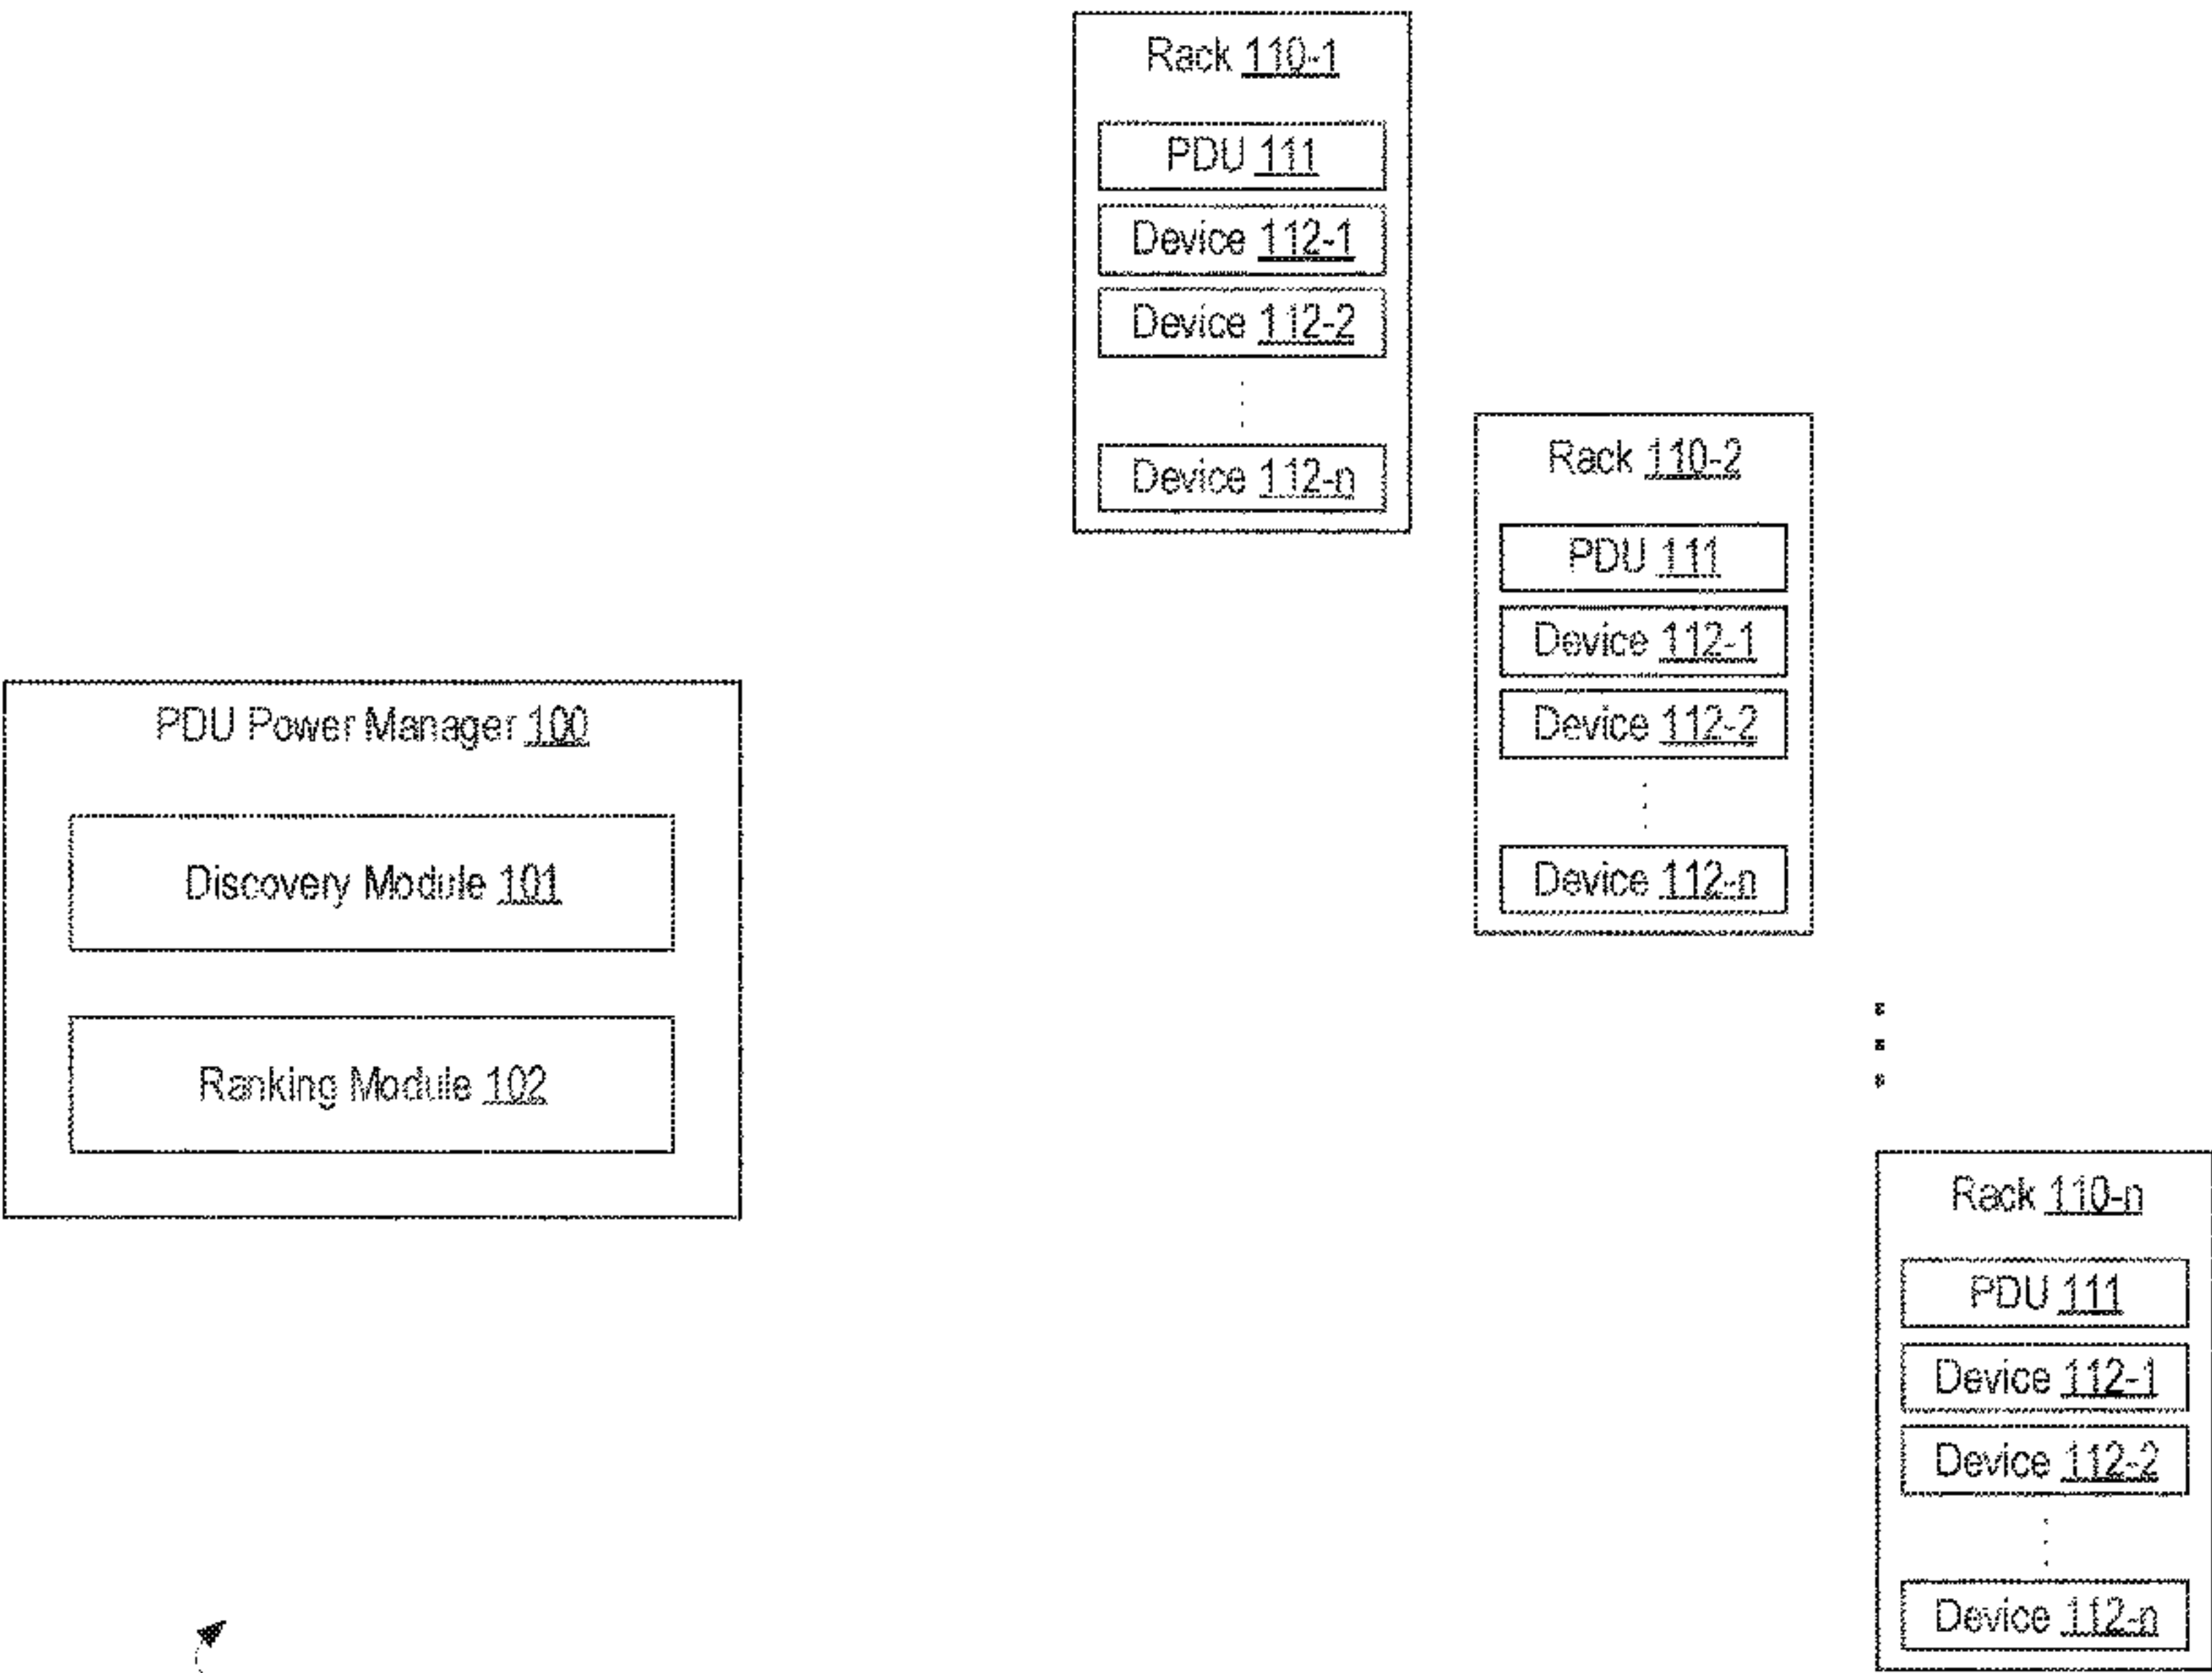 Rack 110-1
PDU 111
Device 112-1
Device 112-2
Device 112-n
Rack 110-2
PDU 111
Device 112-1
Device 112-2
Device 112-n
PDU Power Manager 100
Discovery Module 101
Ranking Module 102
Rack 110-n
PDU 111
Device 112-1
Device 112-2
Device 112-n